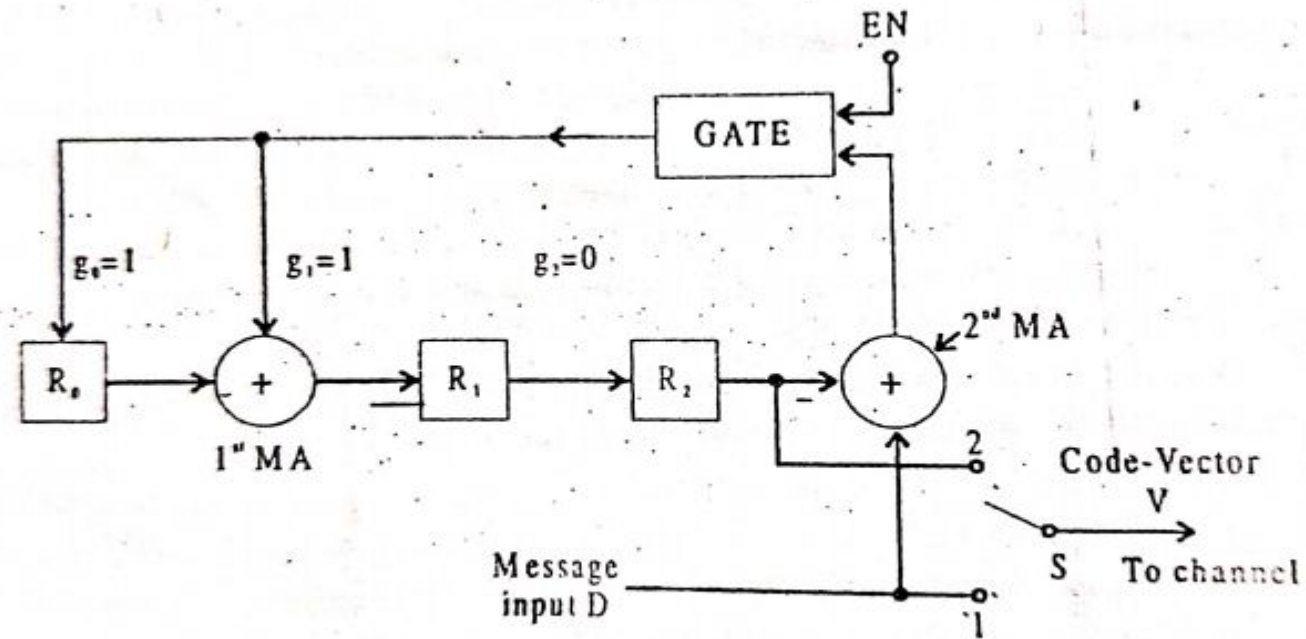 EN
GATE
g₀=1
g₁=1
g₂=0
2ⁿᵈ MA
R₀
+
R₁
R₂
+
1ˢᵗ MA
2
Code-Vector
V
S
To channel
Message
input D
1